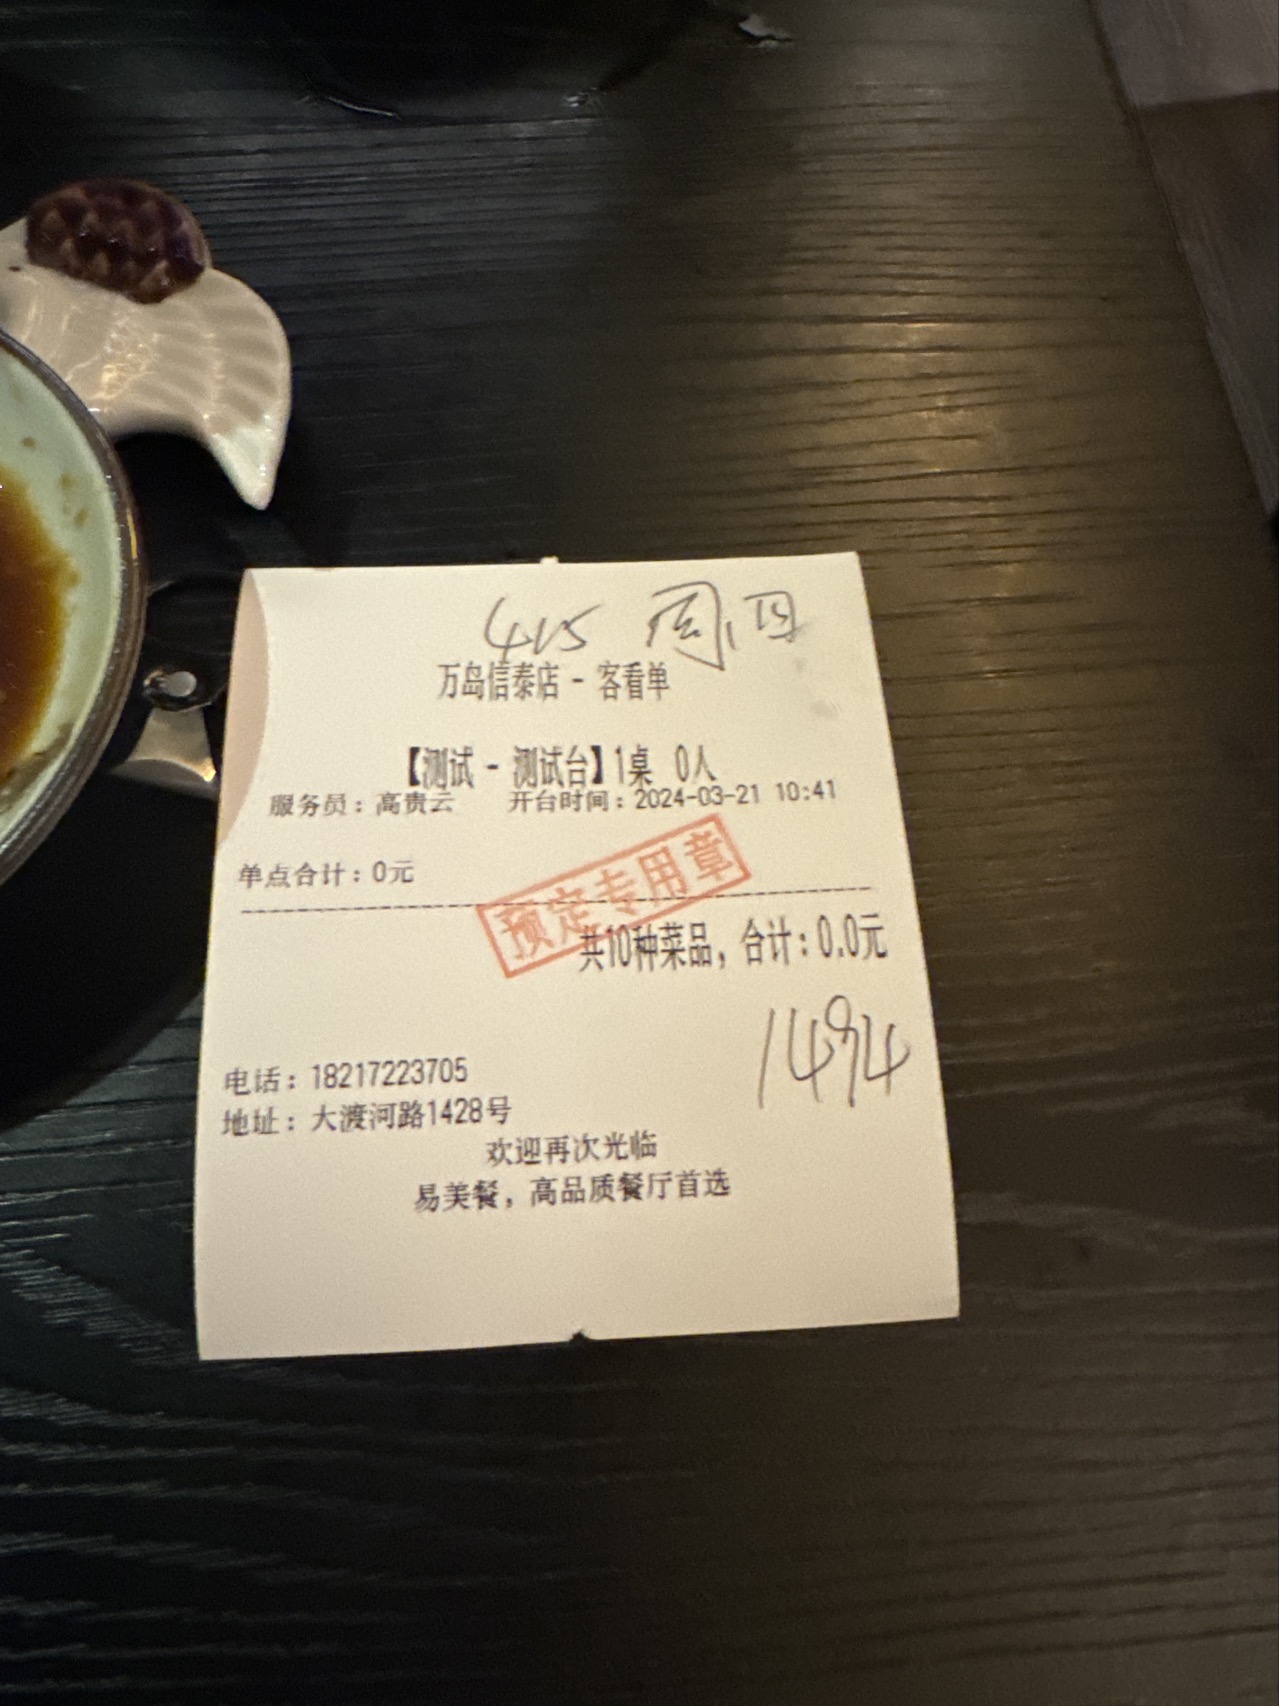 415 周日
万岛信泰店 - 客看单
【测试 - 测试台】1桌 0人
服务员：高贵云 开台时间：2024-03-21 10:41
单点合计：0元
预定专用章
共10种菜品，合计：0.0元
1494
电话：18217223705
地址：大渡河路1428号
欢迎再次光临
易美餐，高品质餐厅首选